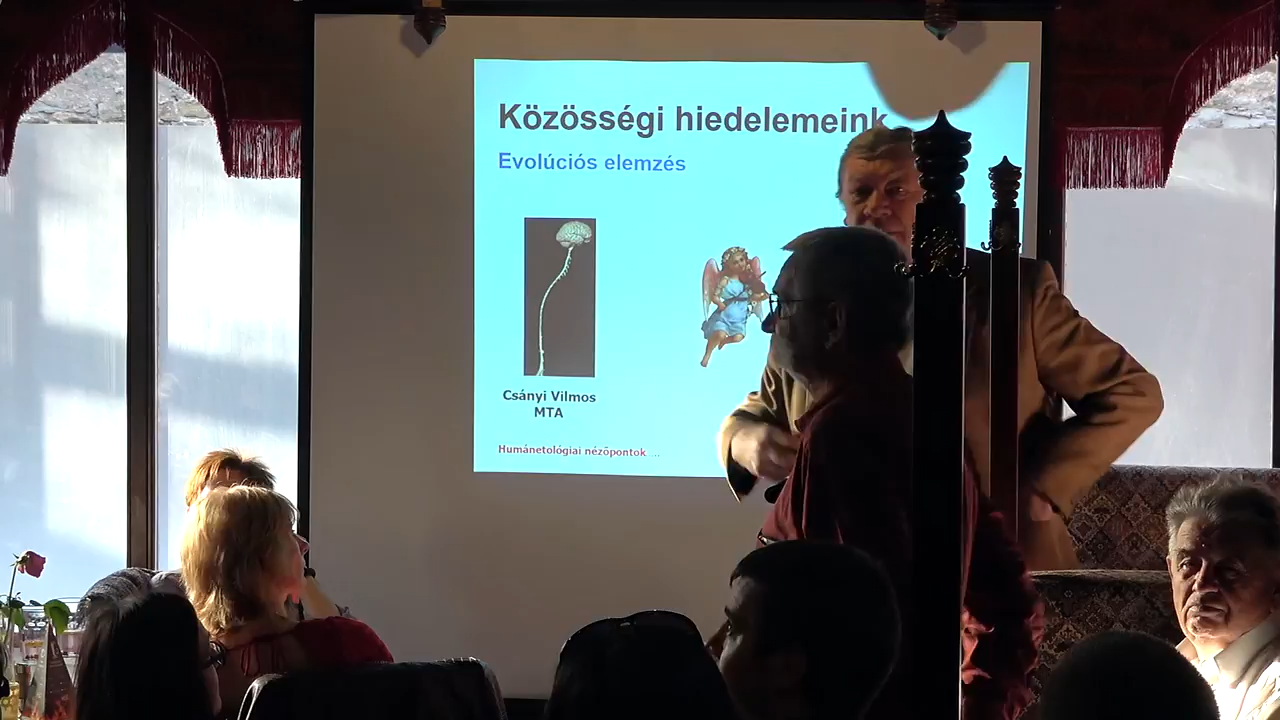 Közösségi hiedelemeink
Evolúciós elemzés
Csányi Vilmos
MTA
Humánetológiai nézőpontok ...